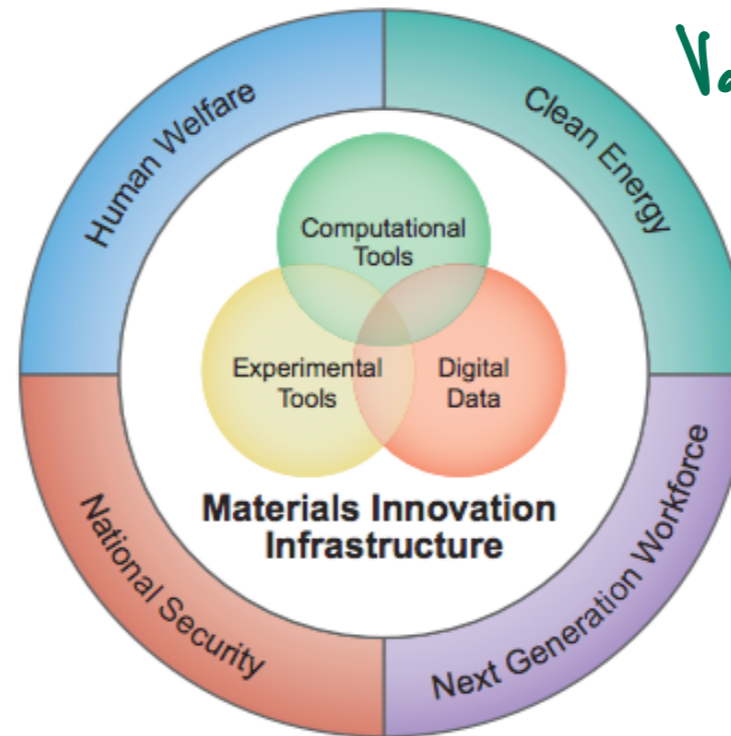 Human Welfare
Clean Energy
Computational
Tools
Experimental
Tools
Digital
Data
Materials Innovation
Infrastructure
National Security
Next Generation Workforce